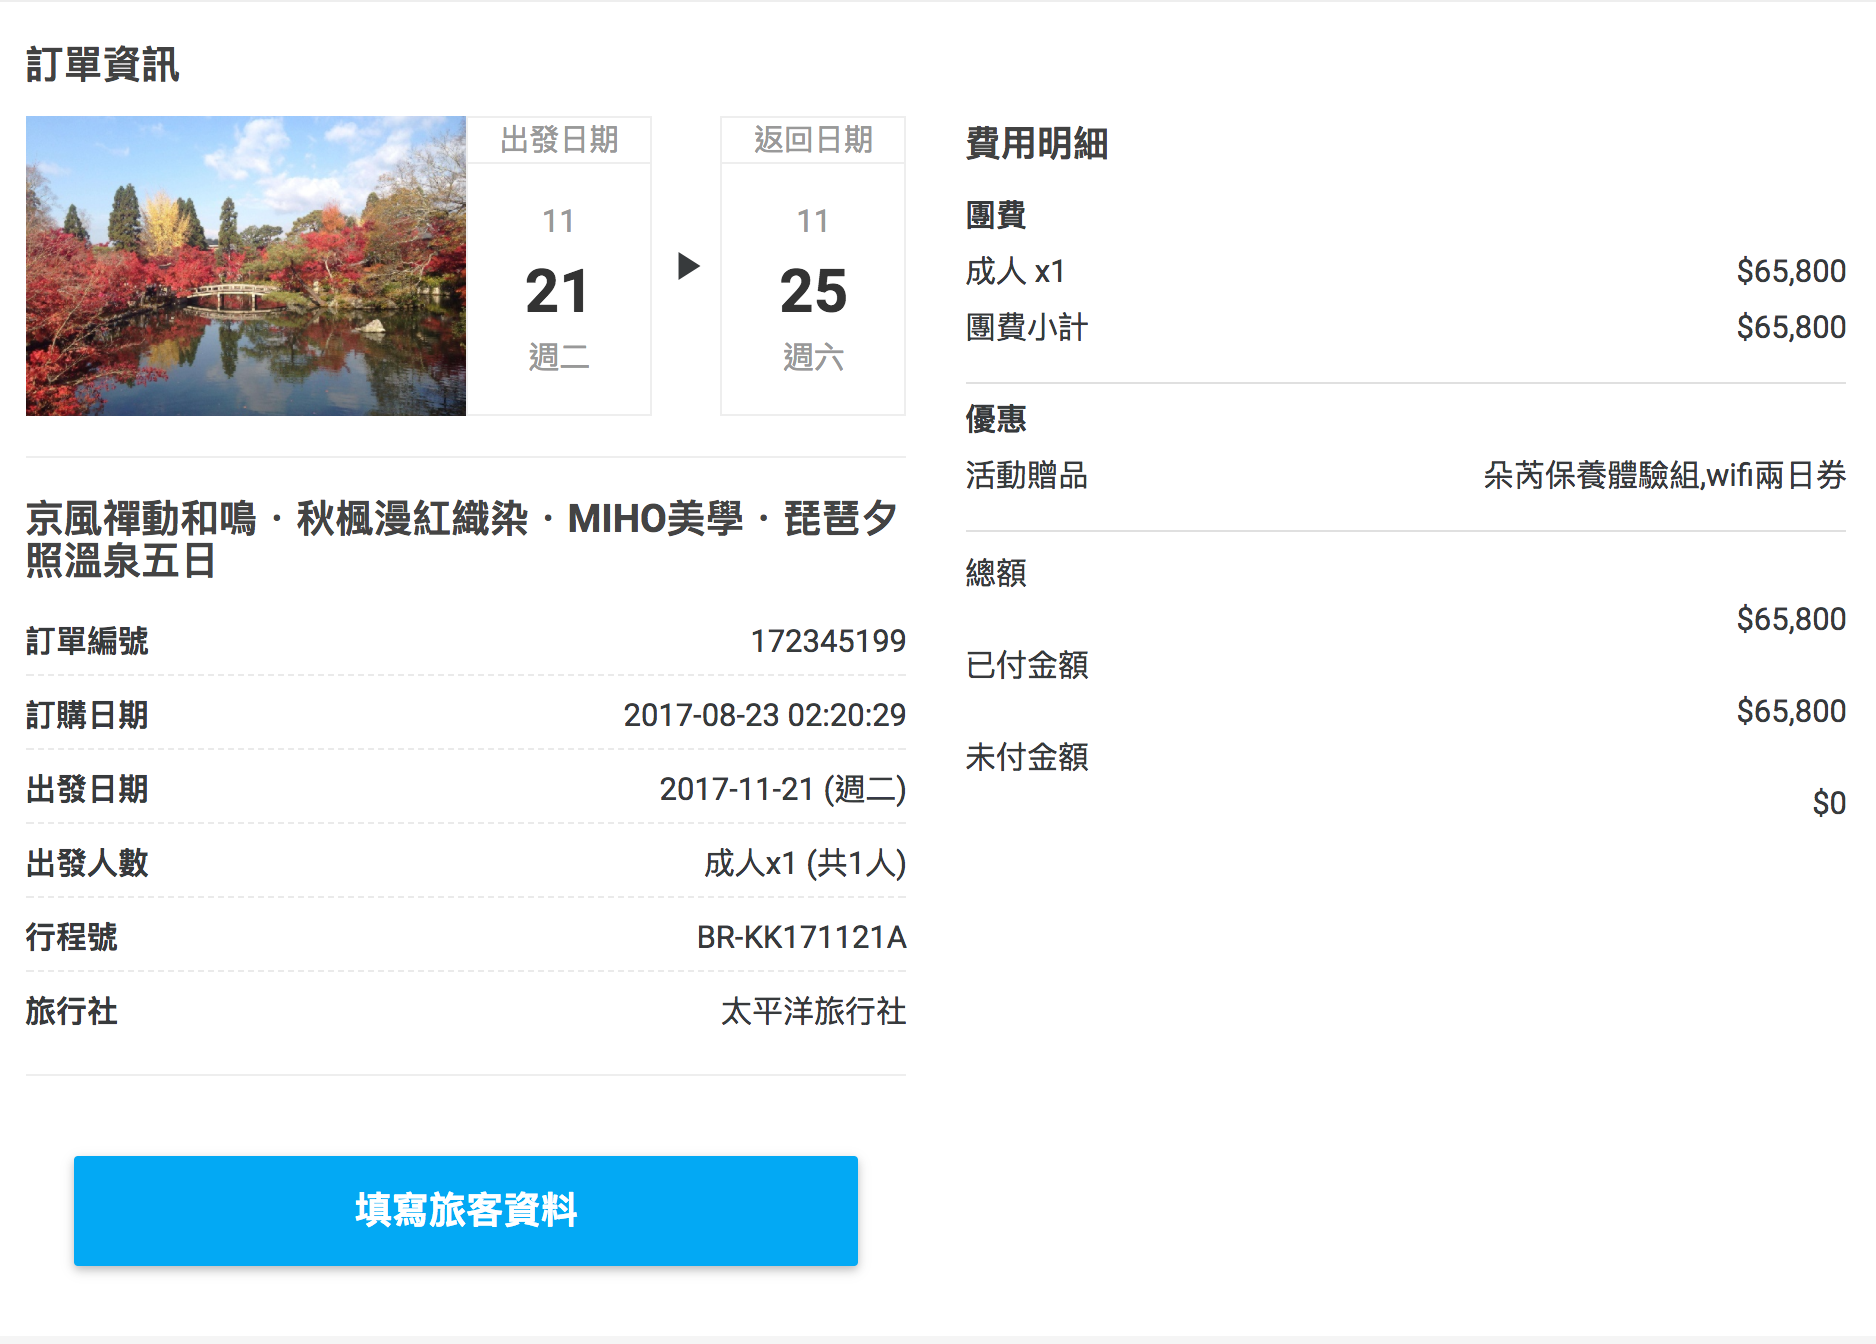 訂單資訊
出發日期
11
21
週二
返回日期
11
25
週六
京風禪動和鳴．秋楓漫紅織染．MIHO美學．琵琶夕
照溫泉五日
訂單編號 172345199
訂購日期 2017-08-23 02:20:29
出發日期 2017-11-21 (週二)
出發人數 成人x1 (共1人)
行程號 BR-KK171121A
旅行社 太平洋旅行社
填寫旅客資料
費用明細
團費
成人 x1 $65,800
團費小計 $65,800
優惠
活動贈品 朵芮保養體驗組,wifi兩日券
總額
$65,800
已付金額
$65,800
未付金額
$0